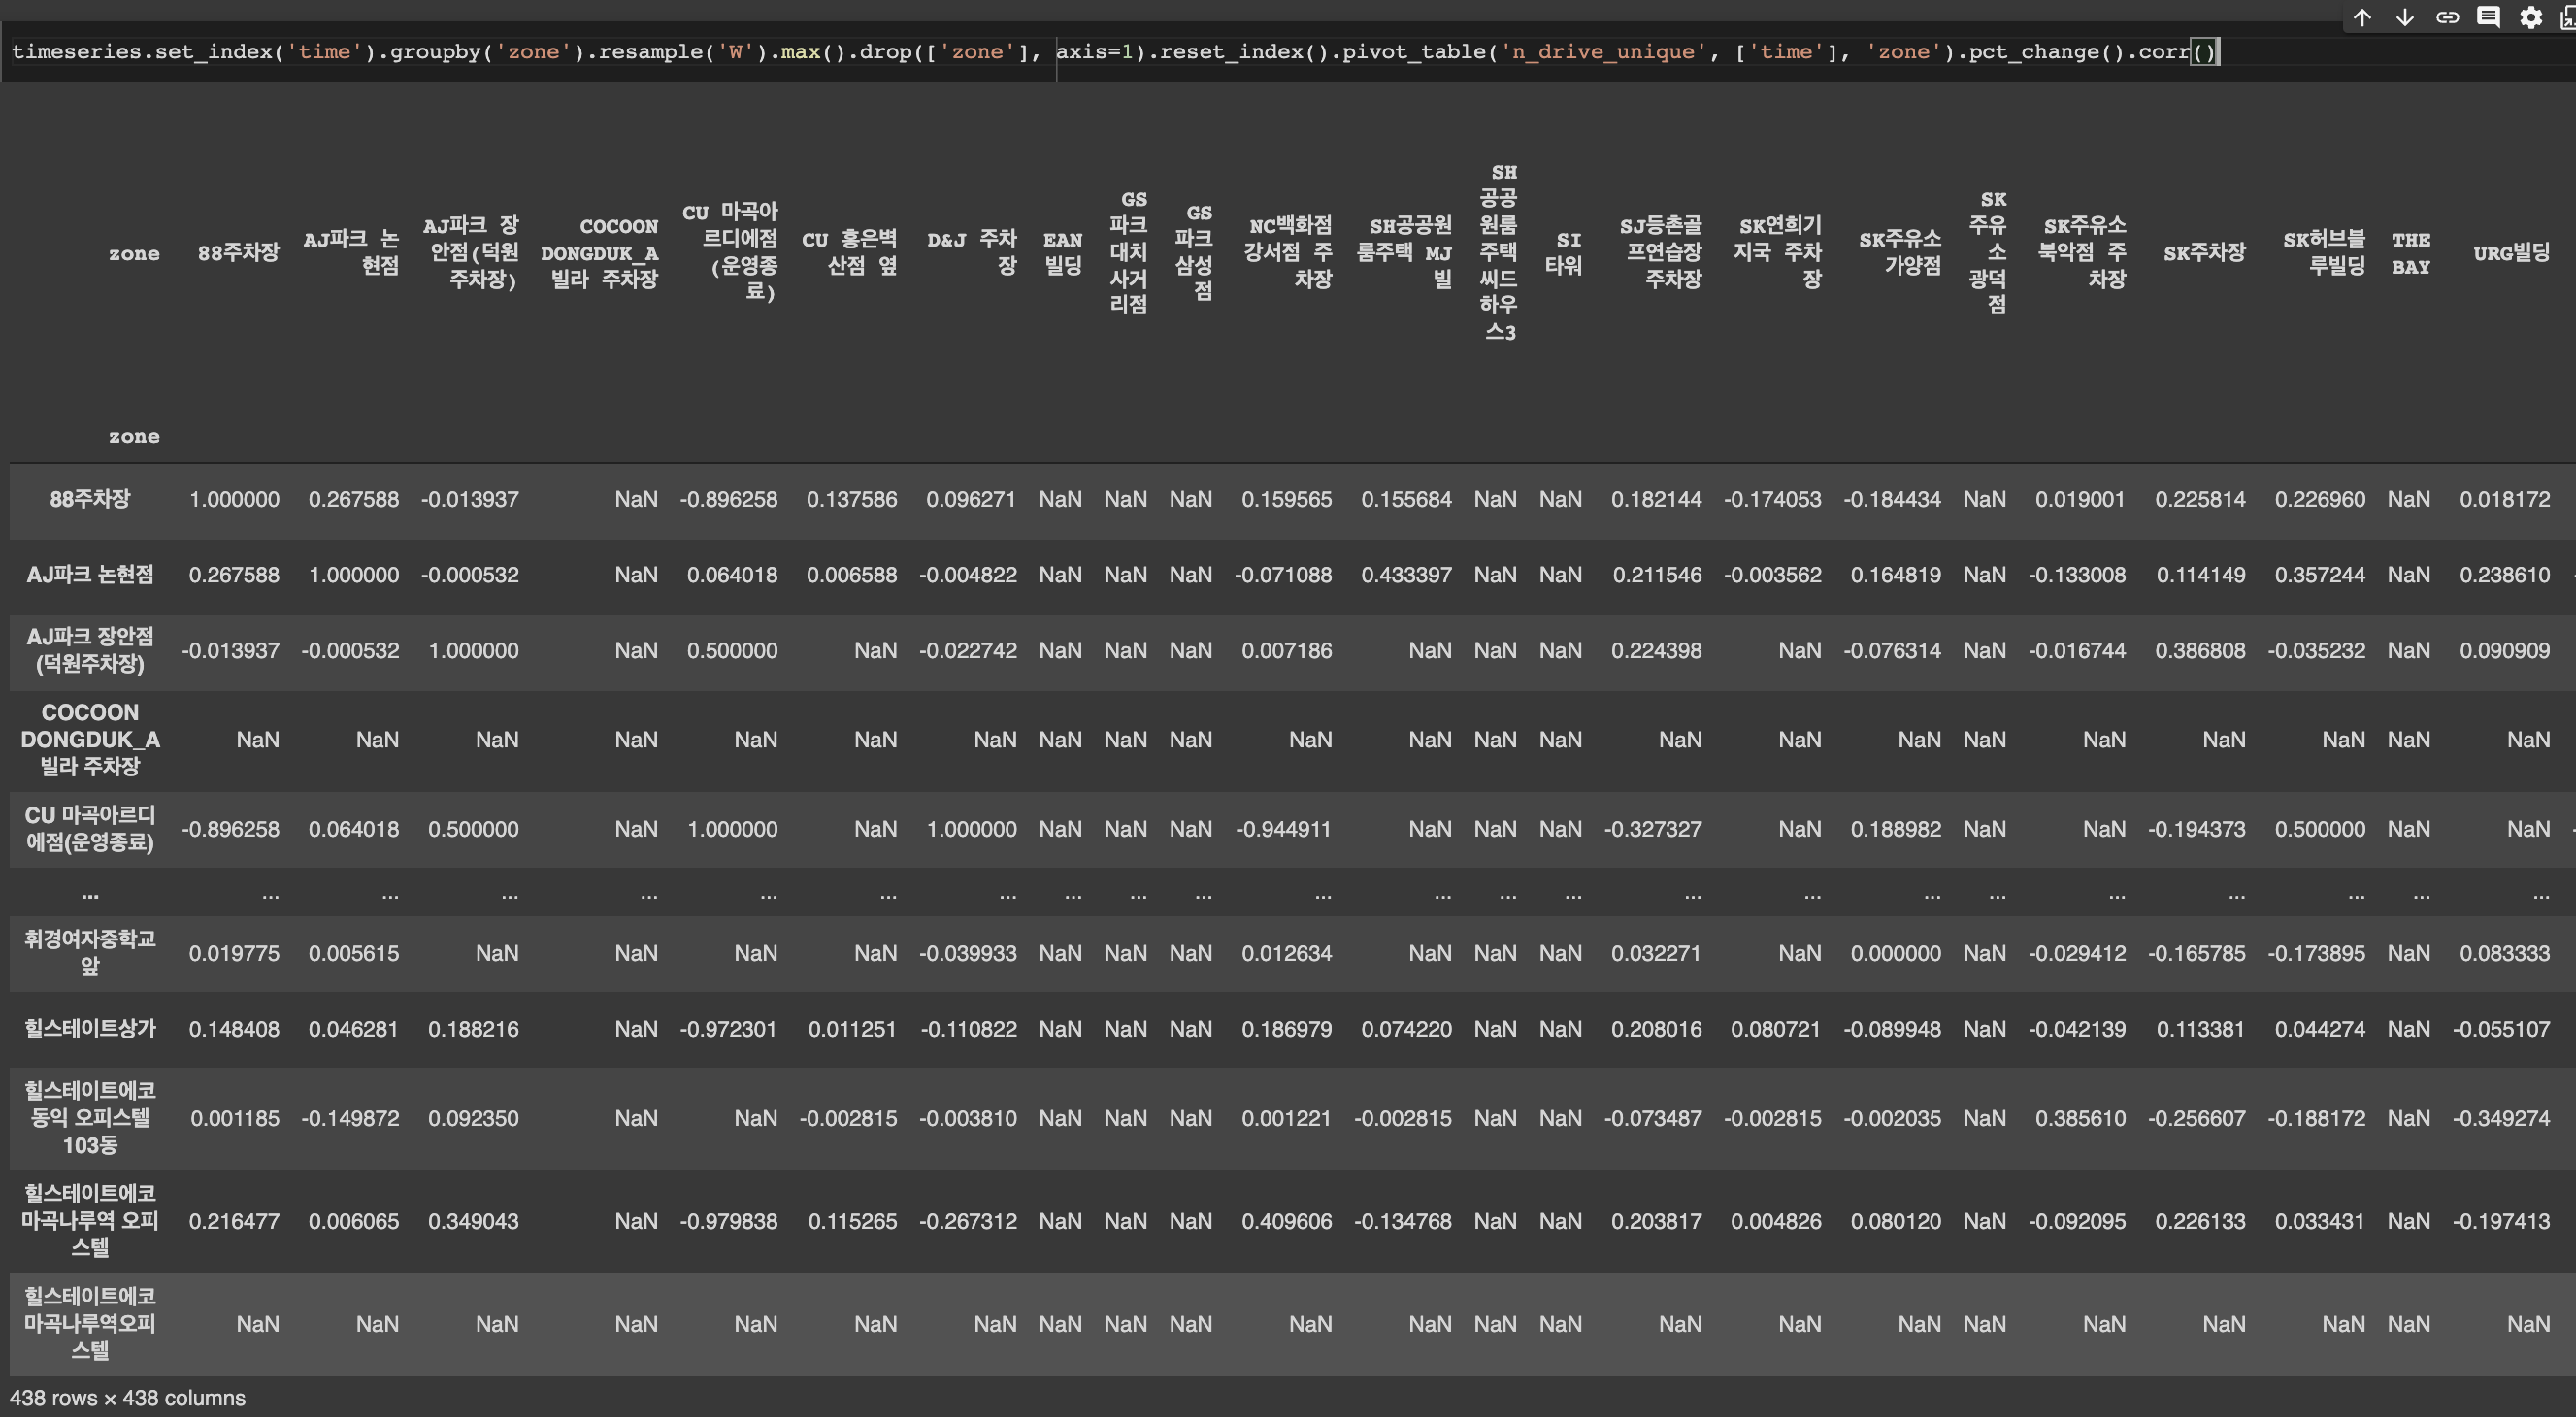 timeseries.set_index('time').groupby('zone').resample('W').max().drop(['zone'], axis=1).reset_index().pivot_table('n_drive_unique', ['time'], 'zone').pct_change().corr()
zone 88주차장 AJ파크 논현점 AJ파크 장안점(덕원주차장) COCOON DONGDUK_A 빌라 주차장 CU 마곡아르디에점(운영종료) CU 홍은벽산점 옆 D&J 주차장 EAN빌딩 GS파크대치사거리점 GS파크삼성점 NC백화점 강서점 주차장 SH공공원룸주택 MJ빌 SH공공원룸주택씨드하우스3 SI타워 SJ등촌골프연습장 주차장 SK연희기지국 주차장 SK주유소 가양점 SK주유소 광덕점 SK주유소 북악점 주차장 SK주차장 SK허브블루빌딩 THE BAY URG빌딩
zone
88주차장 1.000000 0.267588 -0.013937 NaN -0.896258 0.137586 0.096271 NaN NaN NaN 0.159565 0.155684 NaN NaN 0.182144 -0.174053 -0.184434 NaN 0.019001 0.225814 0.226960 NaN 0.018172
AJ파크 논현점 0.267588 1.000000 -0.000532 NaN 0.064018 0.006588 -0.004822 NaN NaN NaN -0.071088 0.433397 NaN NaN 0.211546 -0.003562 0.164819 NaN -0.133008 0.114149 0.357244 NaN 0.238610 -
AJ파크 장안점
(덕원주차장) -0.013937 -0.000532 1.000000 NaN 0.500000 NaN -0.022742 NaN NaN NaN 0.007186 NaN NaN NaN 0.224398 NaN -0.076314 NaN -0.016744 0.386808 -0.035232 NaN 0.090909
COCOON
DONGDUK_A
빌라 주차장 NaN NaN NaN NaN NaN NaN NaN NaN NaN NaN NaN NaN NaN NaN NaN NaN NaN NaN NaN NaN NaN NaN NaN
CU 마곡아르디
에점(운영종료) -0.896258 0.064018 0.500000 NaN 1.000000 NaN 1.000000 NaN NaN NaN -0.944911 NaN NaN NaN -0.327327 NaN 0.188982 NaN NaN -0.194373 0.500000 NaN NaN -
... ... ... ... ... ... ... ... ... ... ... ... ... ... ... ... ... ... ... ... ... ... ... ...
휘경여자중학교
앞 0.019775 0.005615 NaN NaN NaN NaN -0.039933 NaN NaN NaN 0.012634 NaN NaN NaN 0.032271 NaN 0.000000 NaN -0.029412 -0.165785 -0.173895 NaN 0.083333
힐스테이트상가 0.148408 0.046281 0.188216 NaN -0.972301 0.011251 -0.110822 NaN NaN NaN 0.186979 0.074220 NaN NaN 0.208016 0.080721 -0.089948 NaN -0.042139 0.113381 0.044274 NaN -0.055107
힐스테이트에코
동익 오피스텔
103동 0.001185 -0.149872 0.092350 NaN NaN -0.002815 -0.003810 NaN NaN NaN 0.001221 -0.002815 NaN NaN -0.073487 -0.002815 -0.002035 NaN 0.385610 -0.256607 -0.188172 NaN -0.349274
힐스테이트에코
마곡나루역 오피
스텔 0.216477 0.006065 0.349043 NaN -0.979838 0.115265 -0.267312 NaN NaN NaN 0.409606 -0.134768 NaN NaN 0.203817 0.004826 0.080120 NaN -0.092095 0.226133 0.033431 NaN -0.197413
힐스테이트에코
마곡나루역오피
스텔 NaN NaN NaN NaN NaN NaN NaN NaN NaN NaN NaN NaN NaN NaN NaN NaN NaN NaN NaN NaN NaN NaN NaN
438 rows × 438 columns